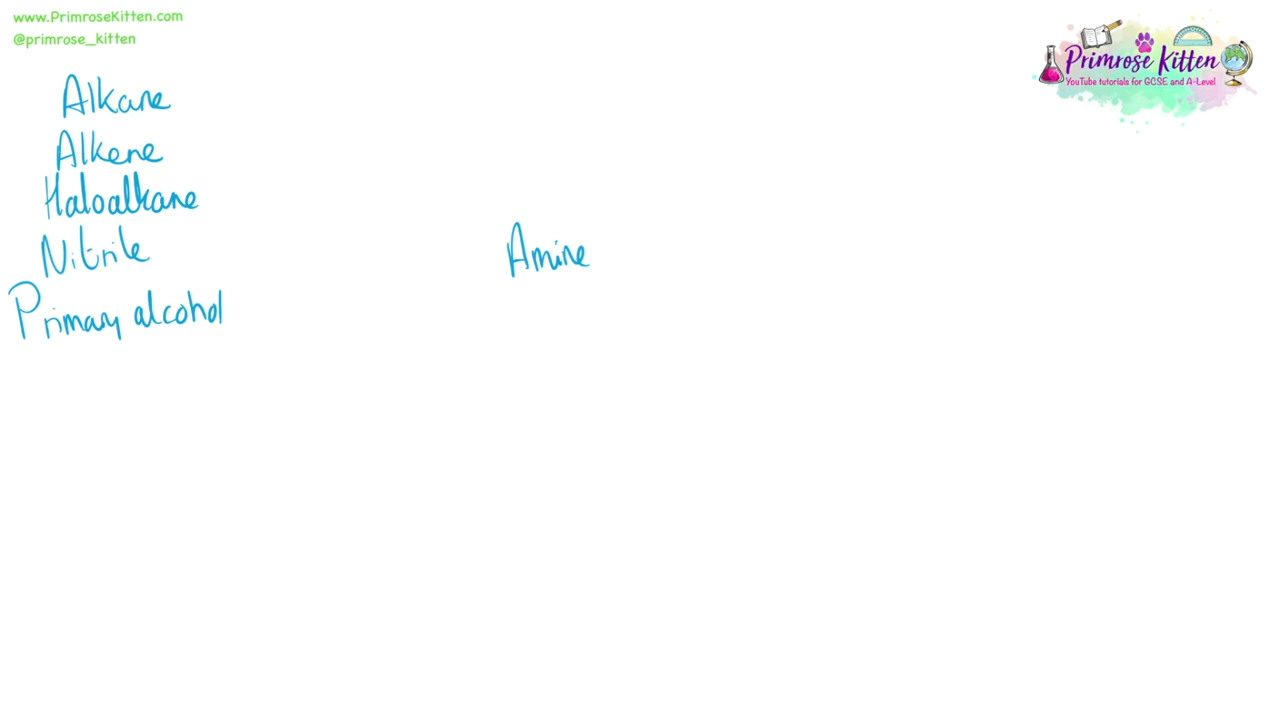 www.PrimroseKitten.com
@primrose_kitten
Primrose Kitten
YouTube tutorials for GCSE and A-Level
Alkane
Alkene
Haloalkane
Nitrile
Amine
Primary alcohol